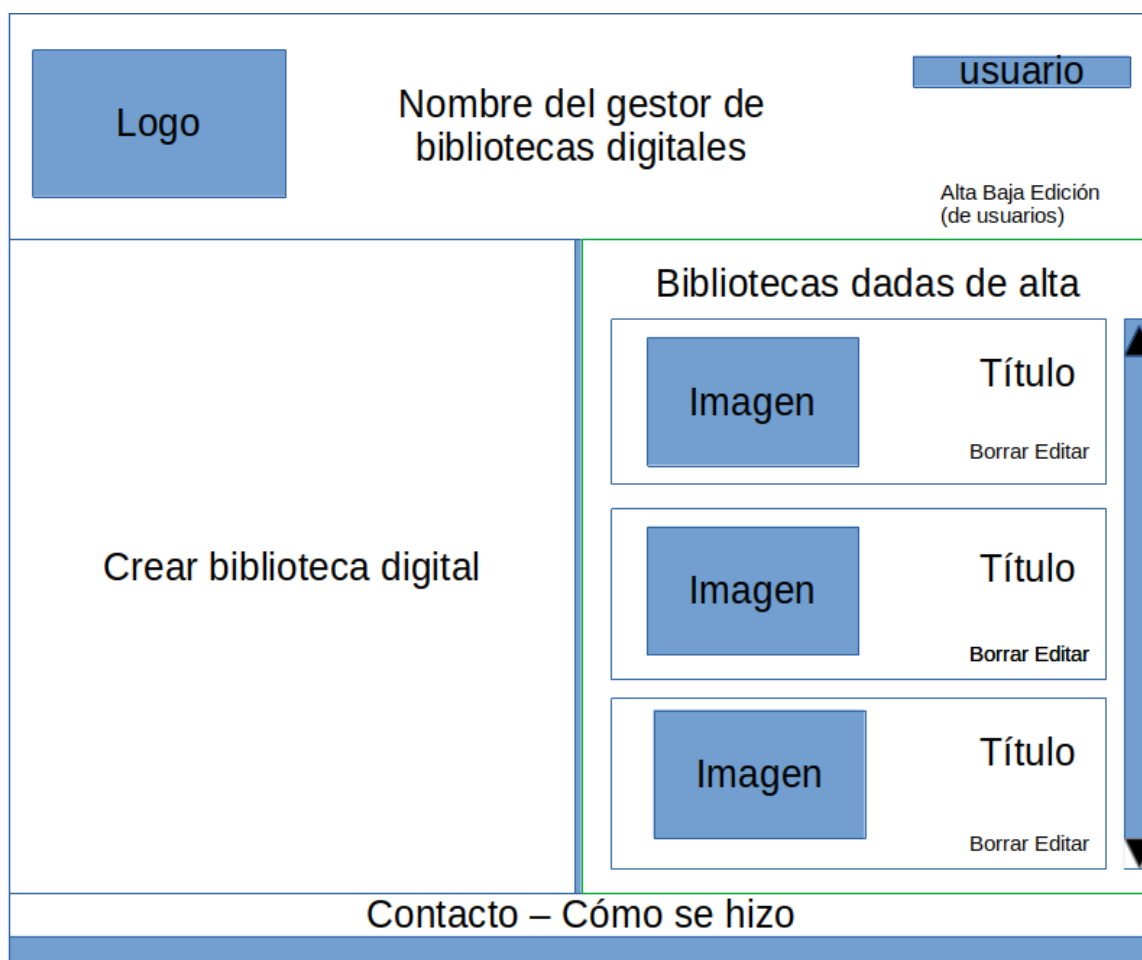 Logo
Nombre del gestor de
bibliotecas digitales
usuario
Alta Baja Edición
(de usuarios)
Crear biblioteca digital
Bibliotecas dadas de alta
Imagen
Título
Borrar Editar
Imagen
Título
Borrar Editar
Imagen
Título
Borrar Editar
Contacto – Cómo se hizo